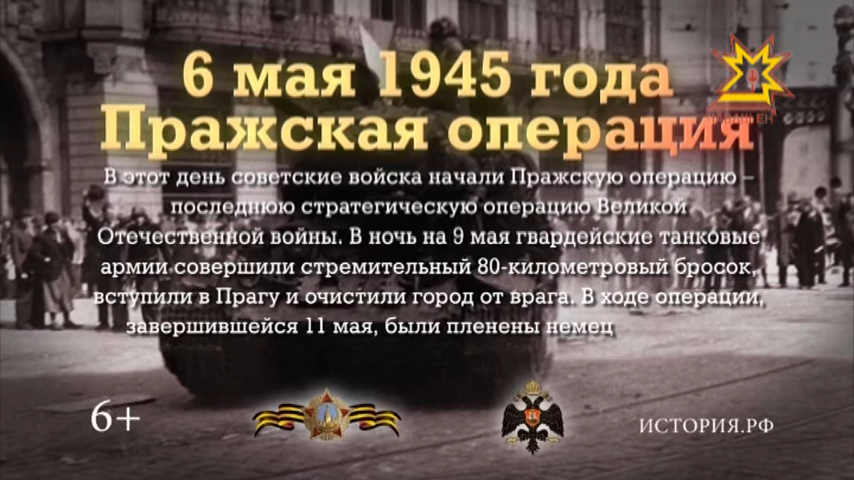 6 мая 1945 года
Пражская операция
В этот день советские войска начали Пражскую операцию –
последнюю стратегическую операцию Великой
Отечественной войны. В ночь на 9 мая гвардейские танковые
армии совершили стремительный 80-километровый бросок,
вступили в Прагу и очистили город от врага. В ходе операции,
завершившейся 11 мая, были пленены немец
6+
ИСТОРИЯ.РФ